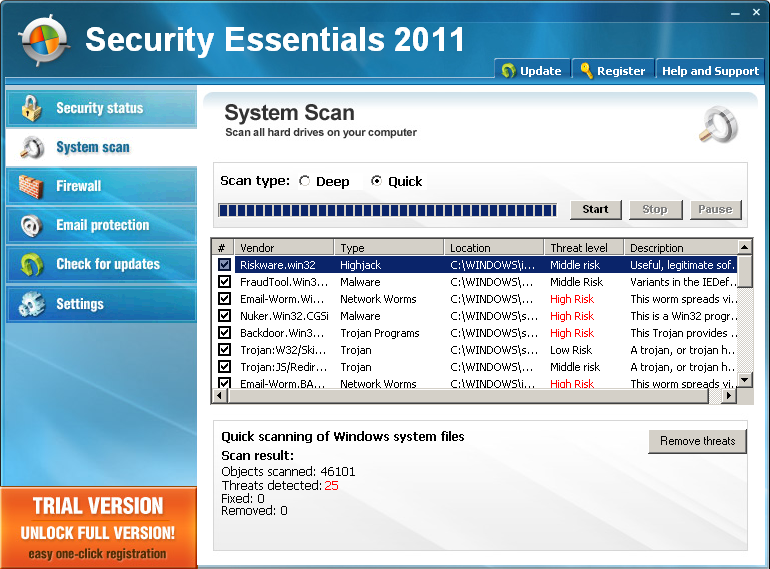 Security Essentials 2011
Update Register Help and Support
Security status
System scan
Firewall
Email protection
Check for updates
Settings
TRIAL VERSION
UNLOCK FULL VERSION!
easy one-click registration
System Scan
Scan all hard drives on your computer
Scan type: Deep Quick
Start Stop Pause
# Vendor Type Location Threat level Description
Riskware.win32 Highjack C:\WINDOWS\i... Middle risk Useful, legitimate sof...
FraudTool.Win3... Malware C:\WINDOWS\... Middle risk Variants in the IEDef...
Email-Worm.Wi... Network Worms C:\WINDOWS\... High Risk This worm spreads vi...
Nuker.Win32.CGSi Malware C:\WINDOWS\s... High Risk This is a Win32 progr...
Backdoor.Win3... Trojan Programs C:\WINDOWS\s... High Risk This Trojan provides ...
Trojan:W32/Ski... Trojan C:\WINDOWS\... Low Risk A trojan, or trojan h...
Trojan:JS/Redir... Trojan C:\WINDOWS\... Middle risk A trojan, or trojan h...
Email-Worm.BA... Network Worms C:\WINDOWS\... High Risk This worm spreads vi...
Quick scanning of Windows system files
Remove threats
Scan result:
Objects scanned: 46101
Threats detected: 25
Fixed: 0
Removed: 0